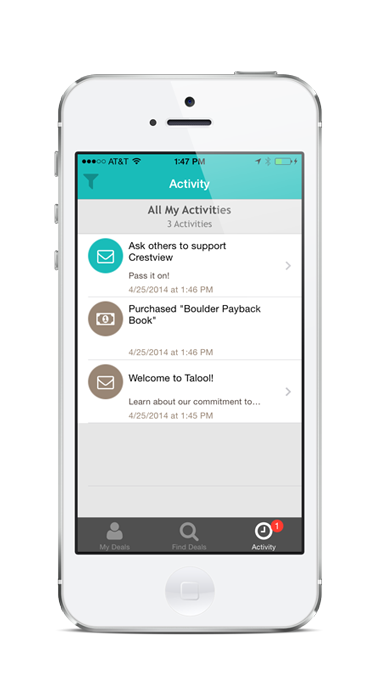 AT&T 1:47 PM
Activity
All My Activities
3 Activities
Ask others to support
Crestview
Pass it on!
4/25/2014 at 1:46 PM
Purchased "Boulder Payback
Book"
4/25/2014 at 1:46 PM
Welcome to Talool!
Learn about our commitment to...
4/25/2014 at 1:45 PM
1
My Deals Find Deals Activity